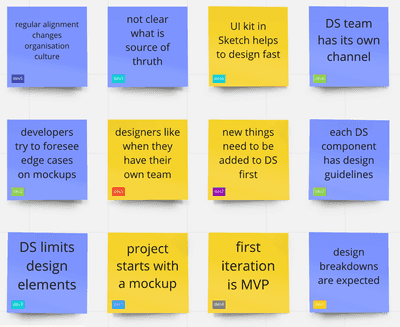 regular alignment
changes
organisation
culture
not clear
what is
source of
thruth
UI kit in
Sketch helps
to design fast
DS team
has its own
channel
developers
try to foresee
edge cases
on mockups
designers like
when they
have their
own team
new things
need to be
added to DS
first
each DS
component
has design
guidelines
DS limits
design
elements
project
starts with
a mockup
first
iteration
is MVP
design
breakdowns
are expected